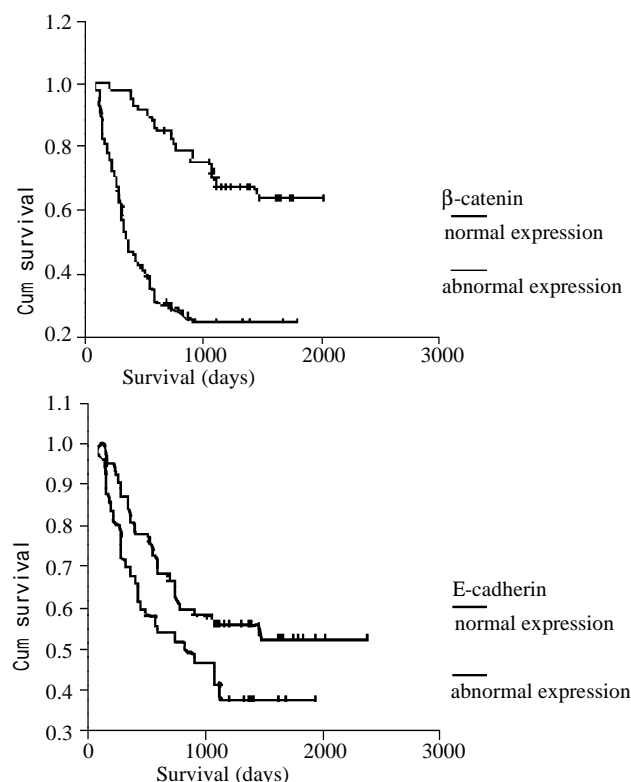 1.2
1.0
0.8
0.6
0.4
0.2
Cum survival
0 1000 2000 3000
Survival (days)
β-catenin
normal expression
abnormal expression
1.1
1.0
0.9
0.8
0.7
0.6
0.5
0.4
0.3
Cum survival
0 1000 2000 3000
Survival (days)
E-cadherin
normal expression
abnormal expression